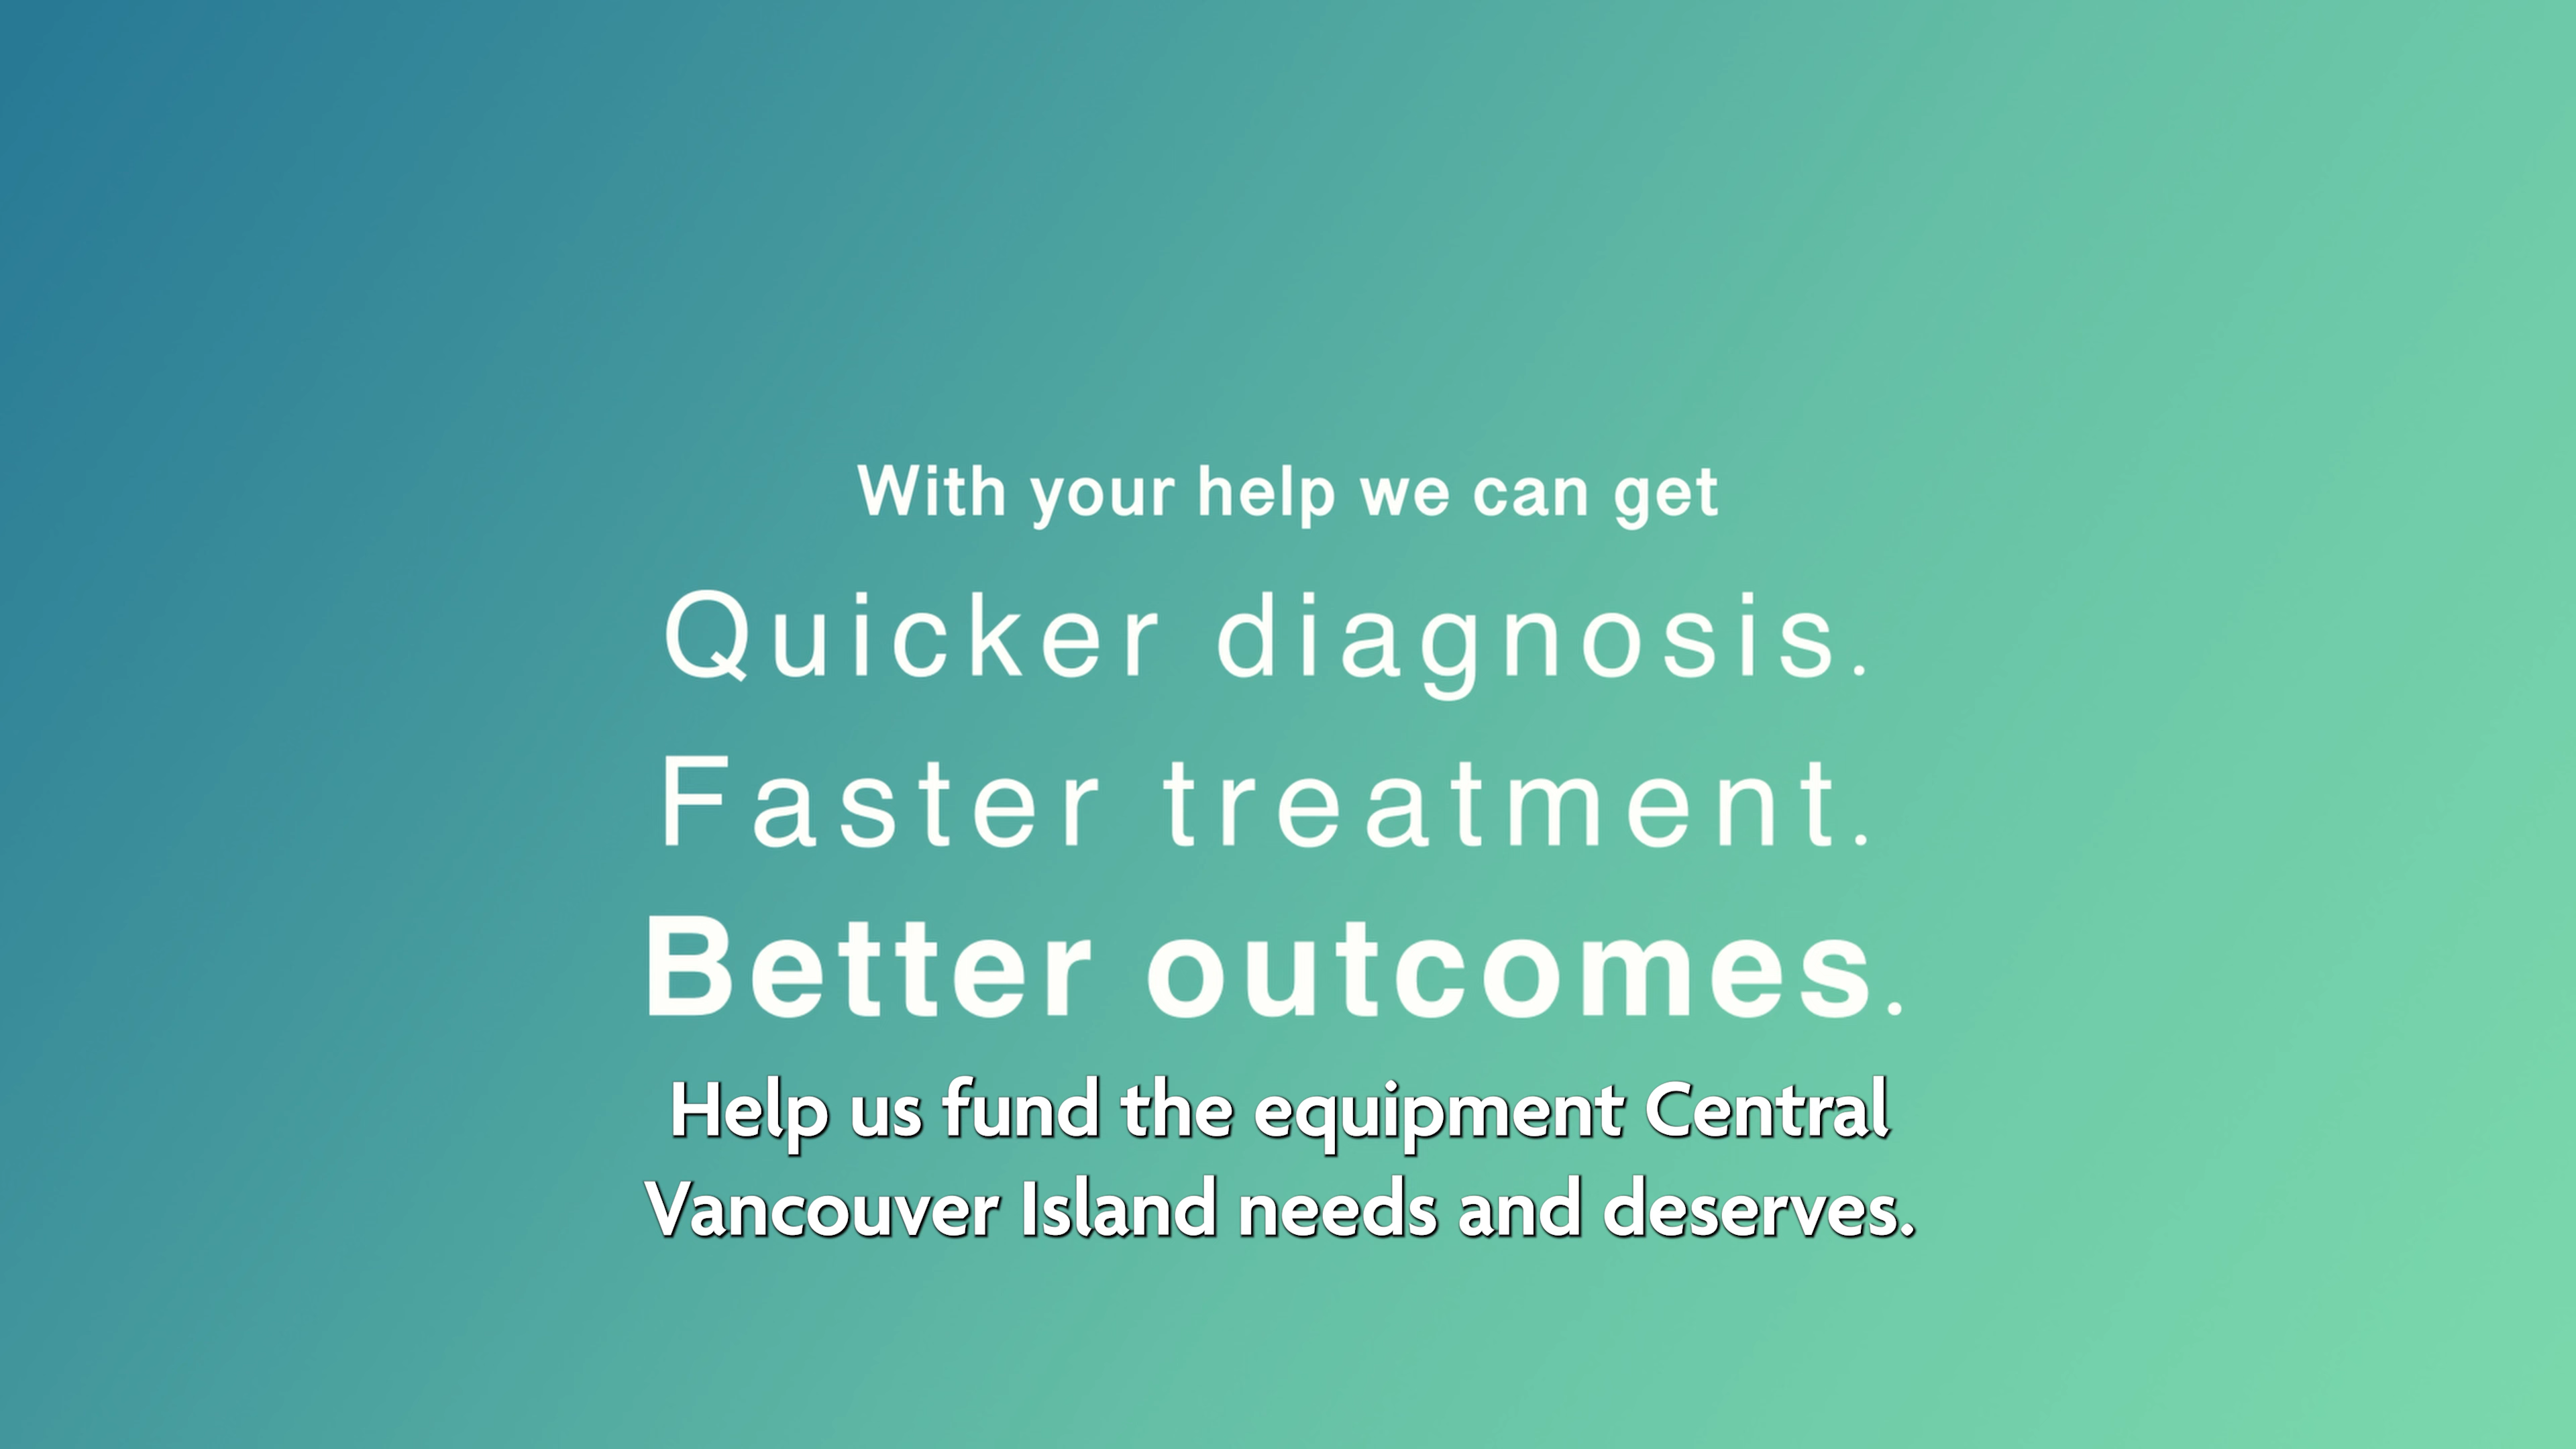 With your help we can get
Quicker diagnosis.
Faster treatment.
Better outcomes.
Help us fund the equipment Central
Vancouver Island needs and deserves.